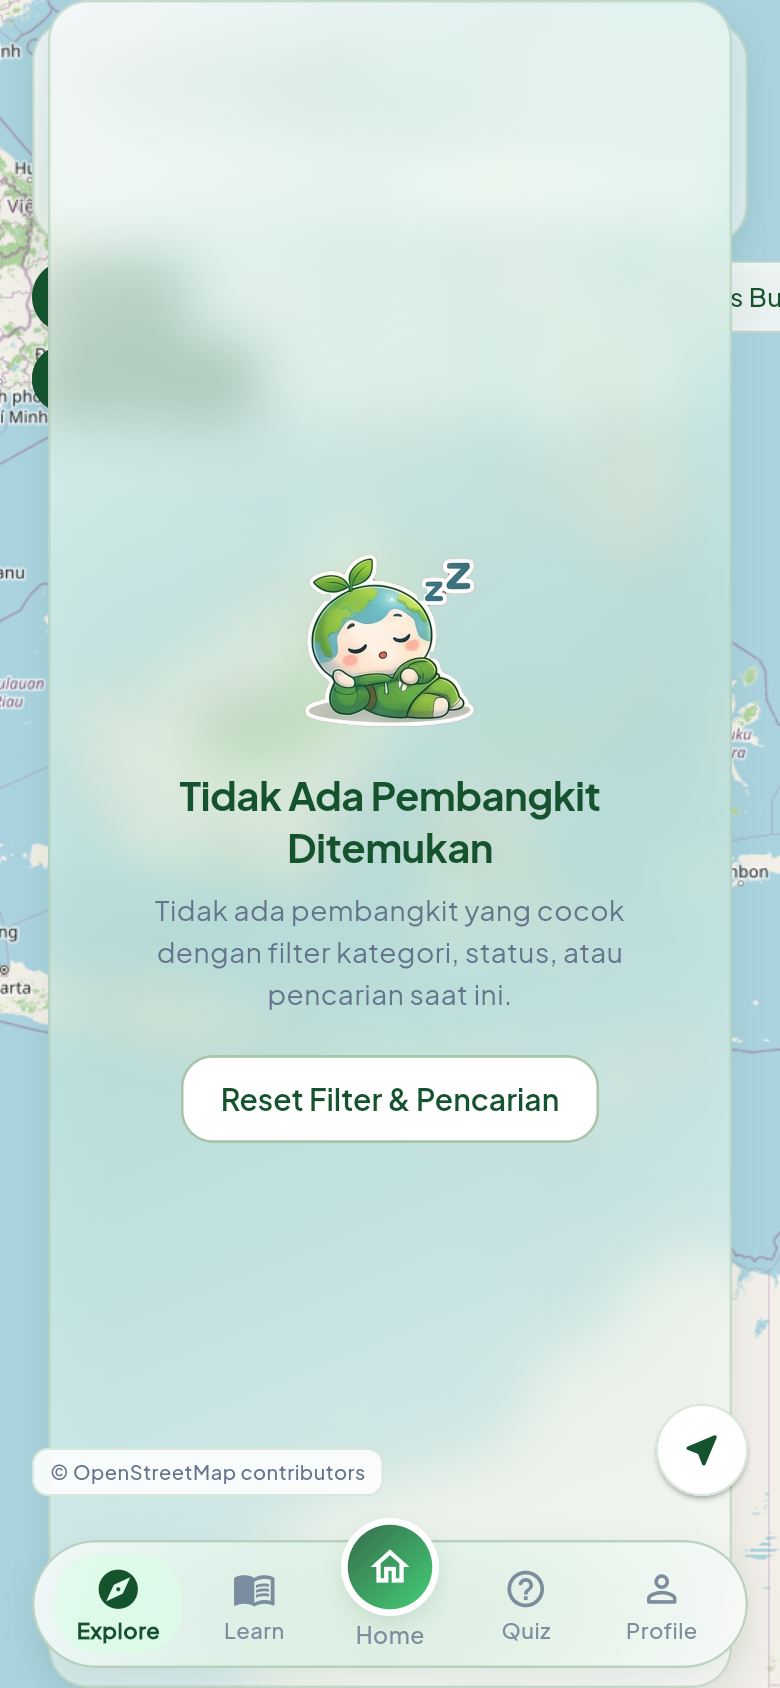 zZ
Tidak Ada Pembangkit
Ditemukan
Tidak ada pembangkit yang cocok
dengan filter kategori, status, atau
pencarian saat ini.
Reset Filter & Pencarian
© OpenStreetMap contributors
Explore
Learn
Home
Quiz
Profile